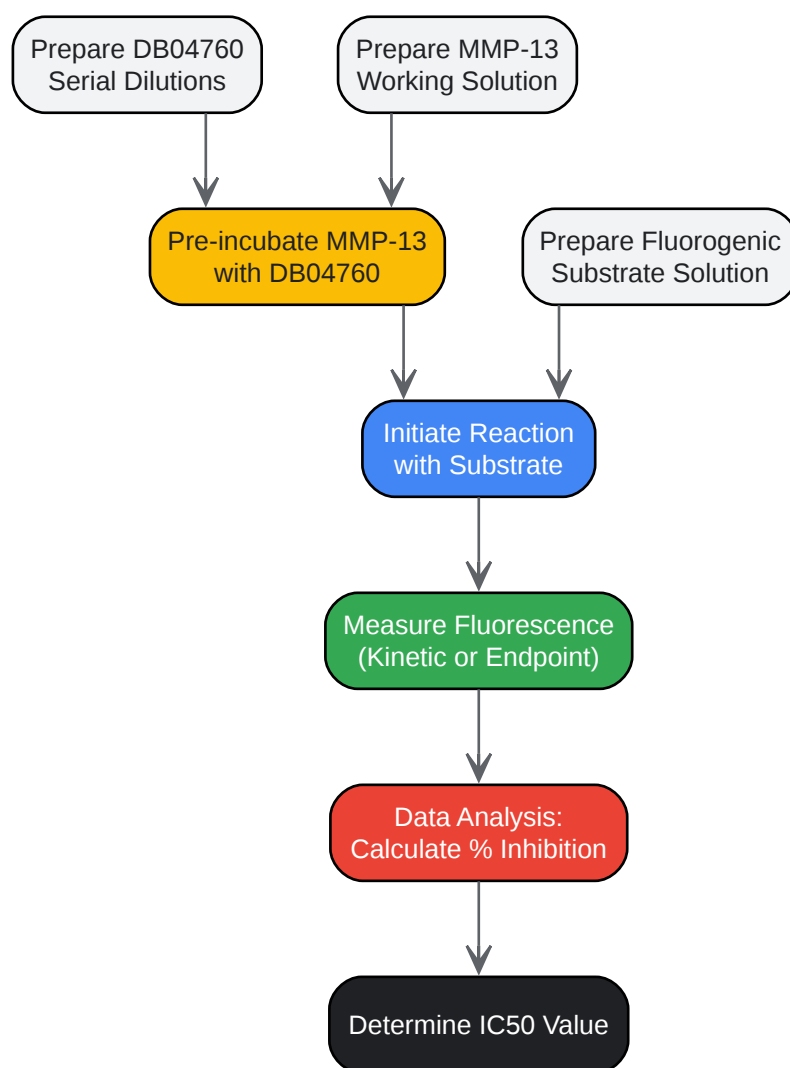 Prepare DB04760
Serial Dilutions
Prepare MMP-13
Working Solution
Pre-incubate MMP-13
with DB04760
Prepare Fluorogenic
Substrate Solution
Initiate Reaction
with Substrate
Measure Fluorescence
(Kinetic or Endpoint)
Data Analysis:
Calculate % Inhibition
Determine IC50 Value